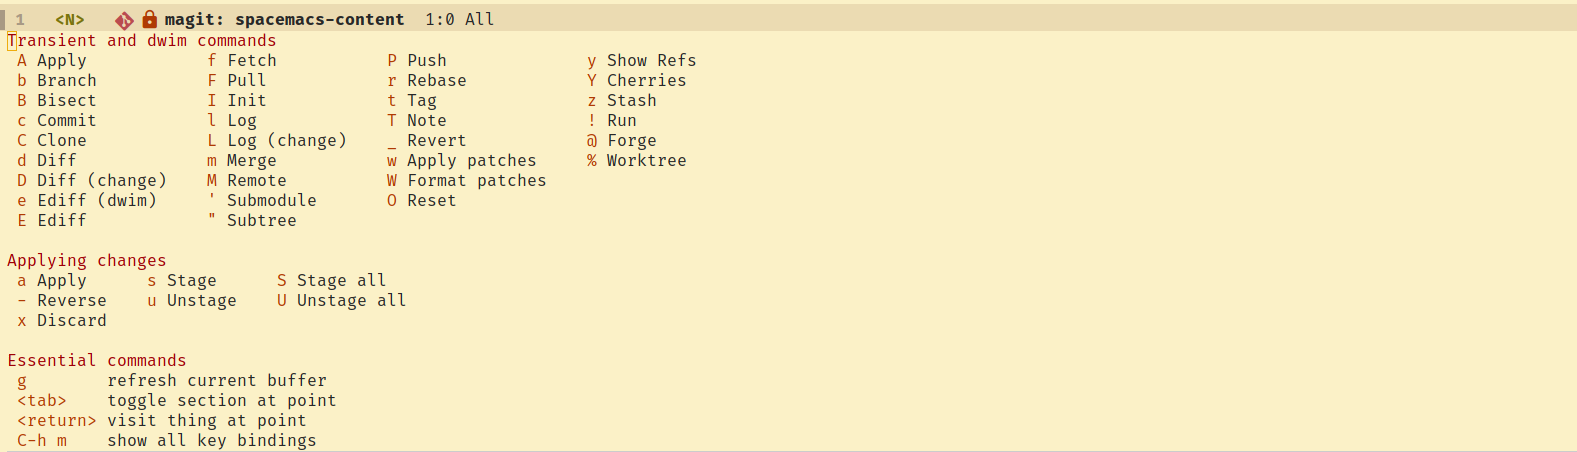 1 <N> magit: spacemacs-content 1:0 All
Transient and dwim commands
A Apply f Fetch P Push y Show Refs
b Branch F Pull r Rebase Y Cherries
B Bisect I Init t Tag z Stash
c Commit l Log T Note ! Run
C Clone L Log (change) _ Revert @ Forge
d Diff m Merge w Apply patches % Worktree
D Diff (change) M Remote W Format patches
e Ediff (dwim) ' Submodule O Reset
E Ediff " Subtree
Applying changes
a Apply s Stage S Stage all
- Reverse u Unstage U Unstage all
x Discard
Essential commands
g refresh current buffer
<tab> toggle section at point
<return> visit thing at point
C-h m show all key bindings